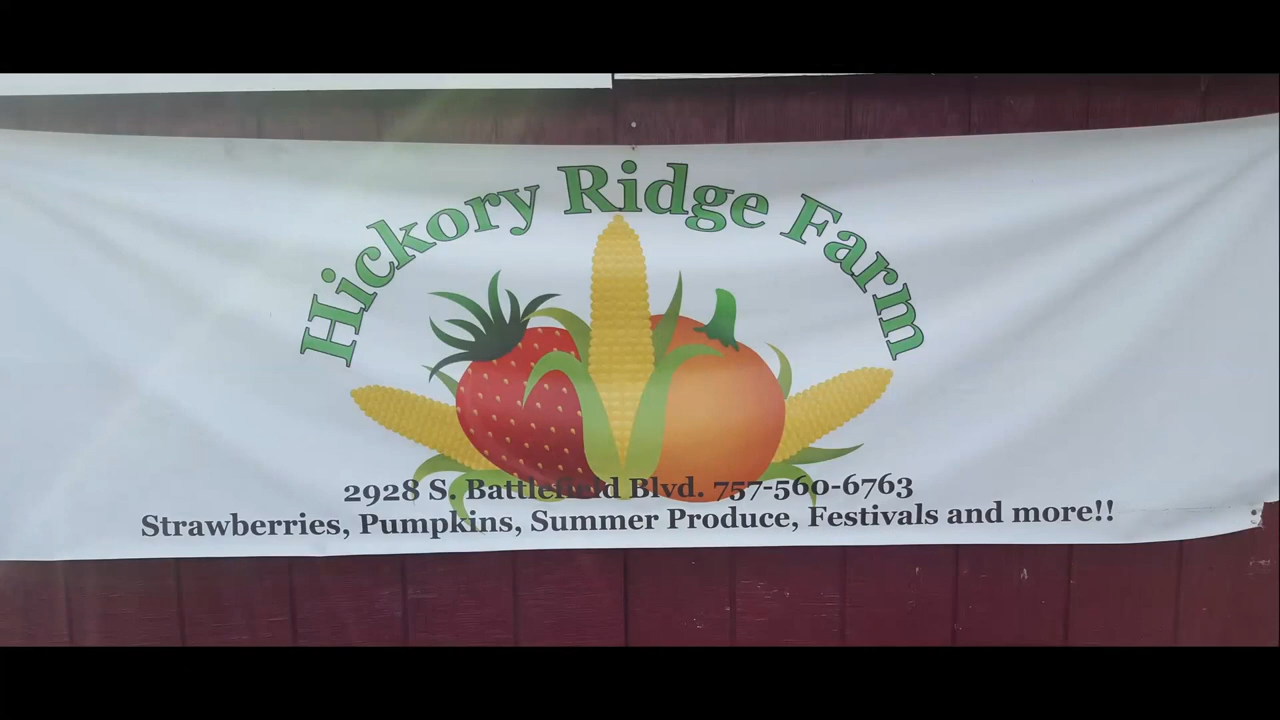 Hickory Ridge Farm
2928 S. Battlefield Blvd. 757-560-6763
Strawberries, Pumpkins, Summer Produce, Festivals and more!!